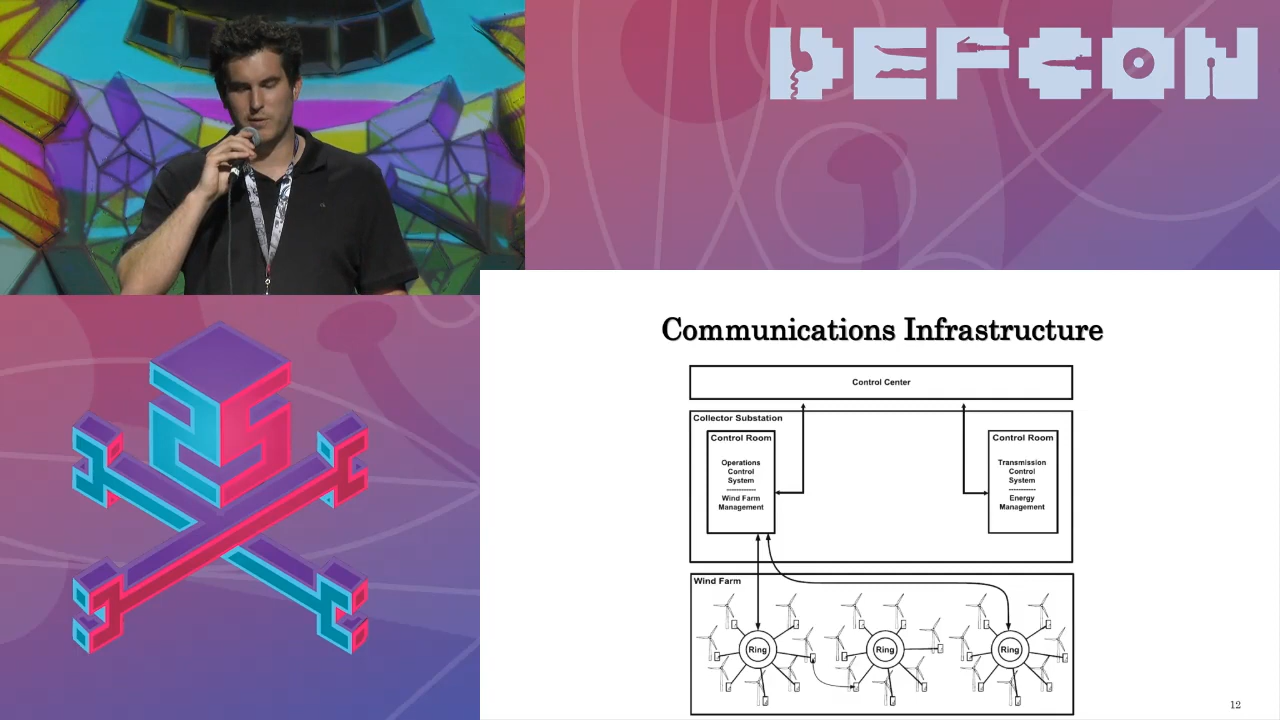 DEFCON
Communications Infrastructure
Control Center
Collector Substation
Control Room
Operations
Control
System
------------
Wind Farm
Management
Control Room
Transmission
Control
System
-----------
Energy
Management
Wind Farm
Ring
Ring
Ring
12
25